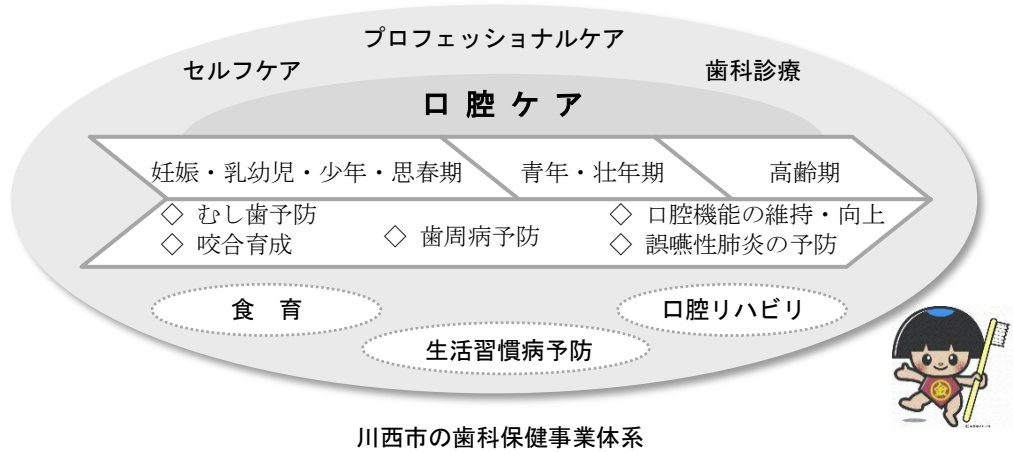 プロフェッショナルケア
セルフケア
歯科診療
口腔ケア
妊娠・乳幼児・少年・思春期
青年・壮年期
高齢期
◇ むし歯予防
◇ 咬合育成
◇ 歯周病予防
◇ 口腔機能の維持・向上
◇ 誤嚥性肺炎の予防
食 育
口腔リハビリ
生活習慣病予防
金
川西市の歯科保健事業体系